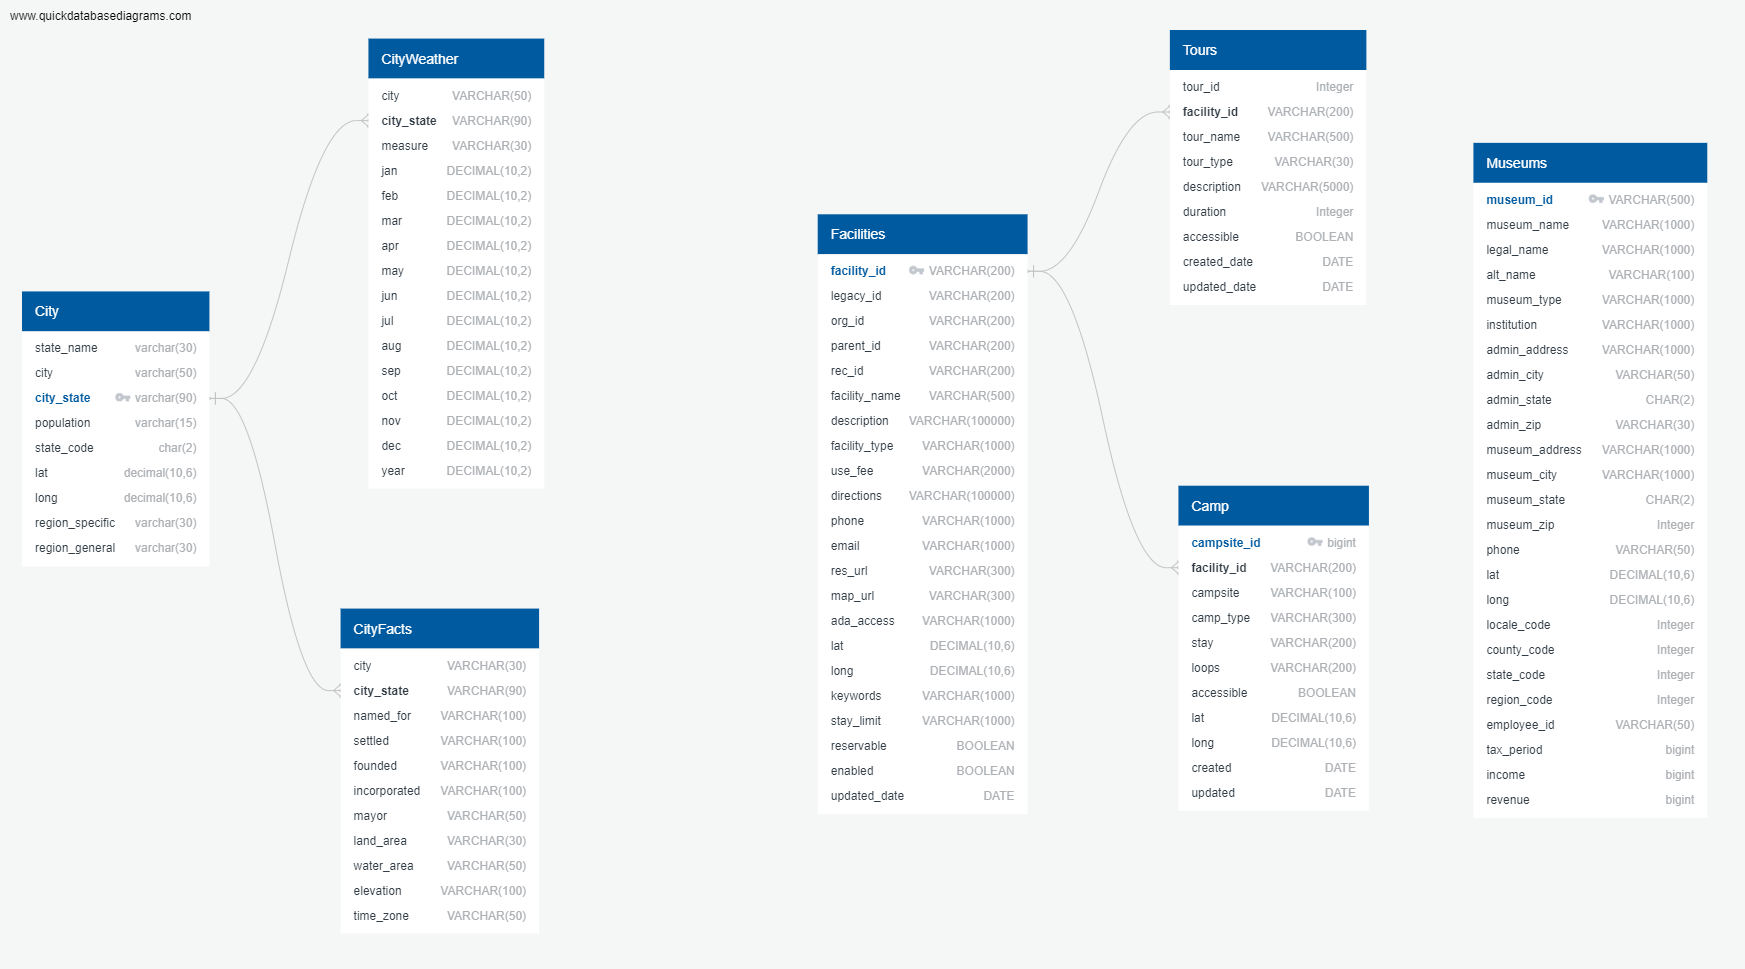 www.quickdatabasediagrams.com
City
state_name varchar(30)
city varchar(50)
city_state varchar(90)
population varchar(15)
state_code char(2)
lat decimal(10,6)
long decimal(10,6)
region_specific varchar(30)
region_general varchar(30)
CityWeather
city VARCHAR(50)
city_state VARCHAR(90)
measure VARCHAR(30)
jan DECIMAL(10,2)
feb DECIMAL(10,2)
mar DECIMAL(10,2)
apr DECIMAL(10,2)
may DECIMAL(10,2)
jun DECIMAL(10,2)
jul DECIMAL(10,2)
aug DECIMAL(10,2)
sep DECIMAL(10,2)
oct DECIMAL(10,2)
nov DECIMAL(10,2)
dec DECIMAL(10,2)
year DECIMAL(10,2)
CityFacts
city VARCHAR(30)
city_state VARCHAR(90)
named_for VARCHAR(100)
settled VARCHAR(100)
founded VARCHAR(100)
incorporated VARCHAR(100)
mayor VARCHAR(50)
land_area VARCHAR(30)
water_area VARCHAR(50)
elevation VARCHAR(100)
time_zone VARCHAR(50)
Facilities
facility_id VARCHAR(200)
legacy_id VARCHAR(200)
org_id VARCHAR(200)
parent_id VARCHAR(200)
rec_id VARCHAR(200)
facility_name VARCHAR(500)
description VARCHAR(100000)
facility_type VARCHAR(1000)
use_fee VARCHAR(2000)
directions VARCHAR(100000)
phone VARCHAR(1000)
email VARCHAR(1000)
res_url VARCHAR(300)
map_url VARCHAR(300)
ada_access VARCHAR(1000)
lat DECIMAL(10,6)
long DECIMAL(10,6)
keywords VARCHAR(1000)
stay_limit VARCHAR(1000)
reservable BOOLEAN
enabled BOOLEAN
updated_date DATE
Tours
tour_id Integer
facility_id VARCHAR(200)
tour_name VARCHAR(500)
tour_type VARCHAR(30)
description VARCHAR(5000)
duration Integer
accessible BOOLEAN
created_date DATE
updated_date DATE
Camp
campsite_id bigint
facility_id VARCHAR(200)
campsite VARCHAR(100)
camp_type VARCHAR(300)
stay VARCHAR(200)
loops VARCHAR(200)
accessible BOOLEAN
lat DECIMAL(10,6)
long DECIMAL(10,6)
created DATE
updated DATE
Museums
museum_id VARCHAR(500)
museum_name VARCHAR(1000)
legal_name VARCHAR(1000)
alt_name VARCHAR(100)
museum_type VARCHAR(1000)
institution VARCHAR(1000)
admin_address VARCHAR(1000)
admin_city VARCHAR(50)
admin_state CHAR(2)
admin_zip VARCHAR(30)
museum_address VARCHAR(1000)
museum_city VARCHAR(1000)
museum_state CHAR(2)
museum_zip Integer
phone VARCHAR(50)
lat DECIMAL(10,6)
long DECIMAL(10,6)
locale_code Integer
county_code Integer
state_code Integer
region_code Integer
employee_id VARCHAR(50)
tax_period bigint
income bigint
revenue bigint